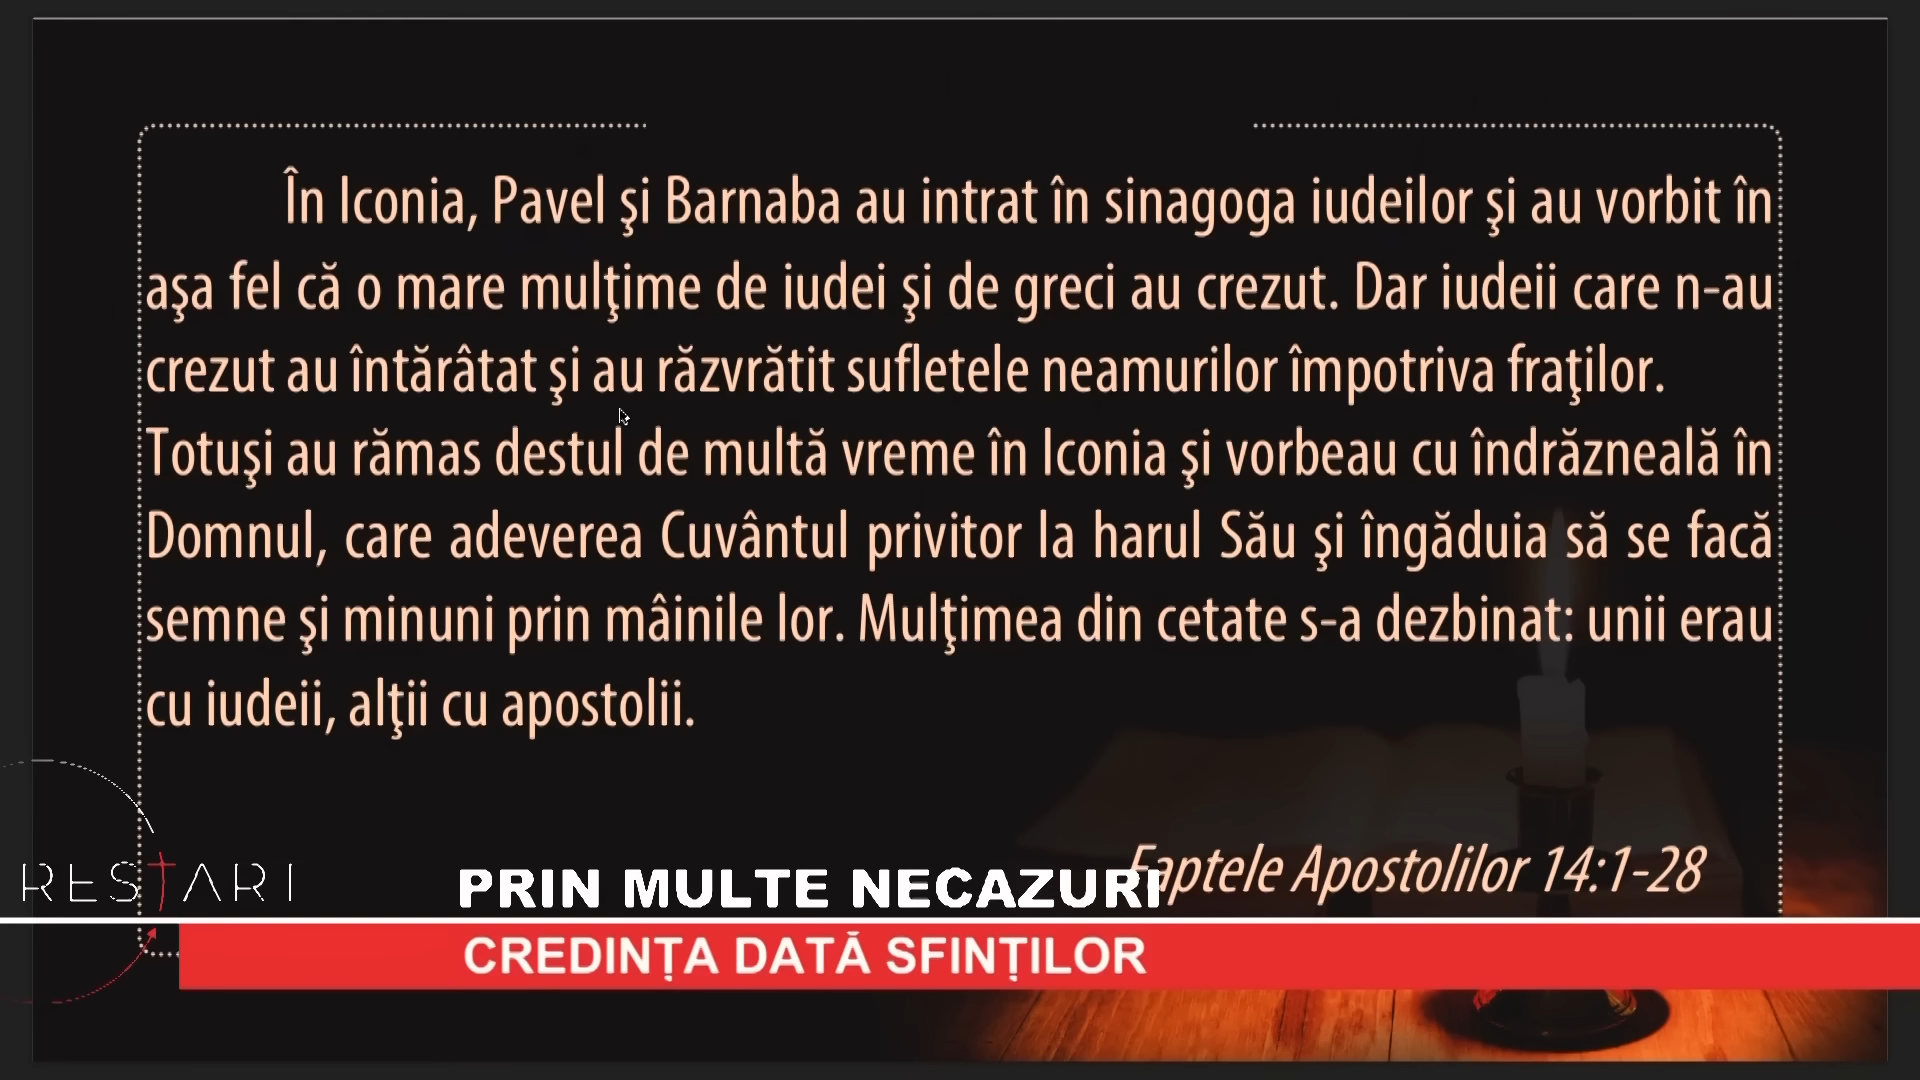 În Iconia, Pavel şi Barnaba au intrat în sinagoga iudeilor şi au vorbit în
aşa fel că o mare mulţime de iudei şi de greci au crezut. Dar iudeii care n-au
crezut au întărâtat şi au răzvrătit sufletele neamurilor împotriva fraţilor.
Totuşi au rămas destul de multă vreme în Iconia şi vorbeau cu îndrăzneală în
Domnul, care adeverea Cuvântul privitor la harul Său şi îngăduia să se facă
semne şi minuni prin mâinile lor. Mulţimea din cetate s-a dezbinat: unii erau
cu iudeii, alţii cu apostolii.
Faptele Apostolilor 14:1-28
RESTARI
PRIN MULTE NECAZURI
CREDINȚA DATĂ SFINȚILOR